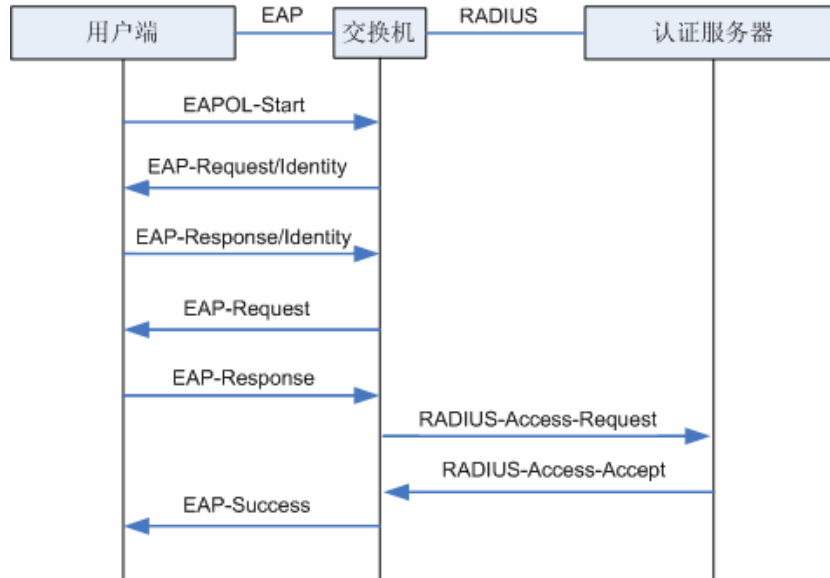 用户端
EAP
交换机
RADIUS
认证服务器
EAPOL-Start
EAP-Request/Identity
EAP-Response/Identity
EAP-Request
EAP-Response
RADIUS-Access-Request
RADIUS-Access-Accept
EAP-Success